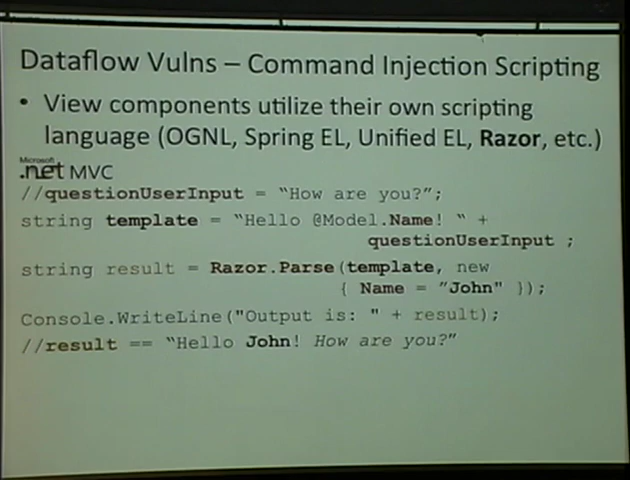 Dataflow Vulns – Command Injection Scripting
• View components utilize their own scripting
language (OGNL, Spring EL, Unified EL, Razor, etc.)
Microsoft
.net MVC
//questionUserInput = “How are you?”;
string template = “Hello @Model.Name! “ +
questionUserInput ;
string result = Razor.Parse(template, new
{ Name = ”John" });
Console.WriteLine("Output is: " + result);
//result == “Hello John! How are you?”